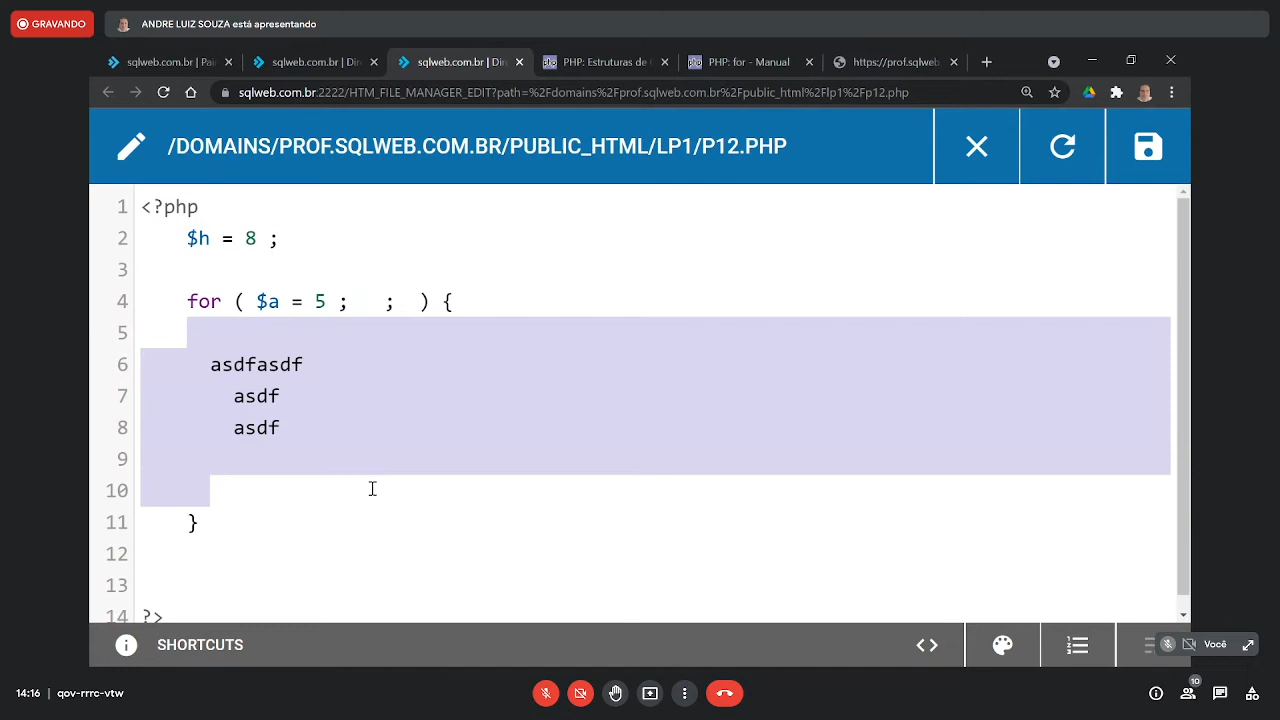 GRAVANDO
ANDRE LUIZ SOUZA está apresentando
sqlweb.com.br | Pai
sqlweb.com.br | Dir
sqlweb.com.br | Dir
PHP: Estruturas de C
PHP: for - Manual
https://prof.sqlweb.
sqlweb.com.br:2222/HTM_FILE_MANAGER_EDIT?path=%2Fdomains%2Fprof.sqlweb.com.br%2Fpublic_html%2Flp1%2Fp12.php
/DOMAINS/PROF.SQLWEB.COM.BR/PUBLIC_HTML/LP1/P12.PHP
1 <?php
2 $h = 8 ;
3
4 for ( $a = 5 ; ; ) {
5
6 asdfasdf
7 asdf
8 asdf
9
10
11 }
12
13
14 ?>
SHORTCUTS
Você
14:16 | qov-rrrc-vtw
10